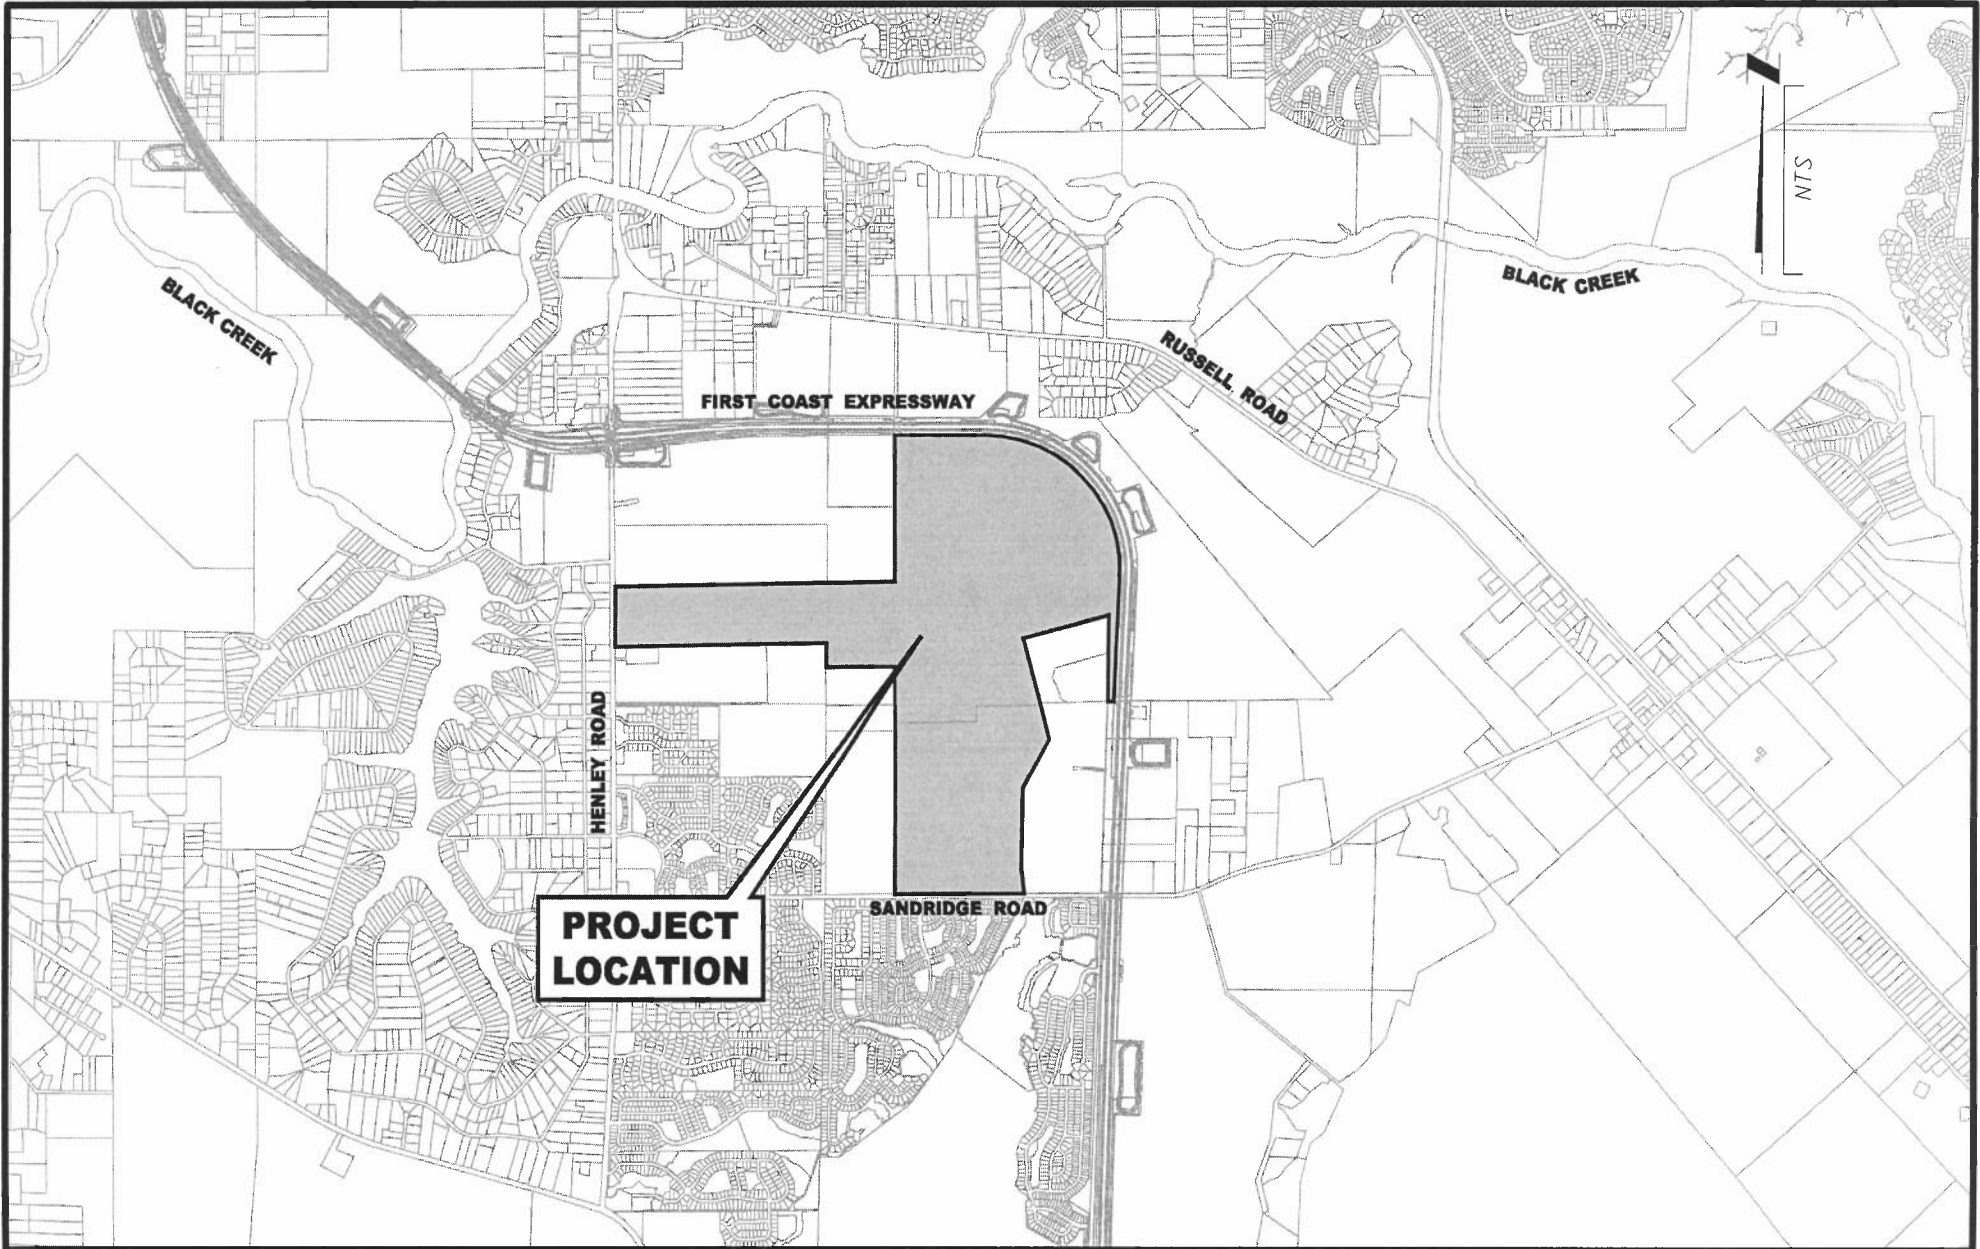 NTS
BLACK CREEK
BLACK CREEK
RUSSELL ROAD
FIRST COAST EXPRESSWAY
HENLEY ROAD
PROJECT
LOCATION
SANDRIDGE ROAD